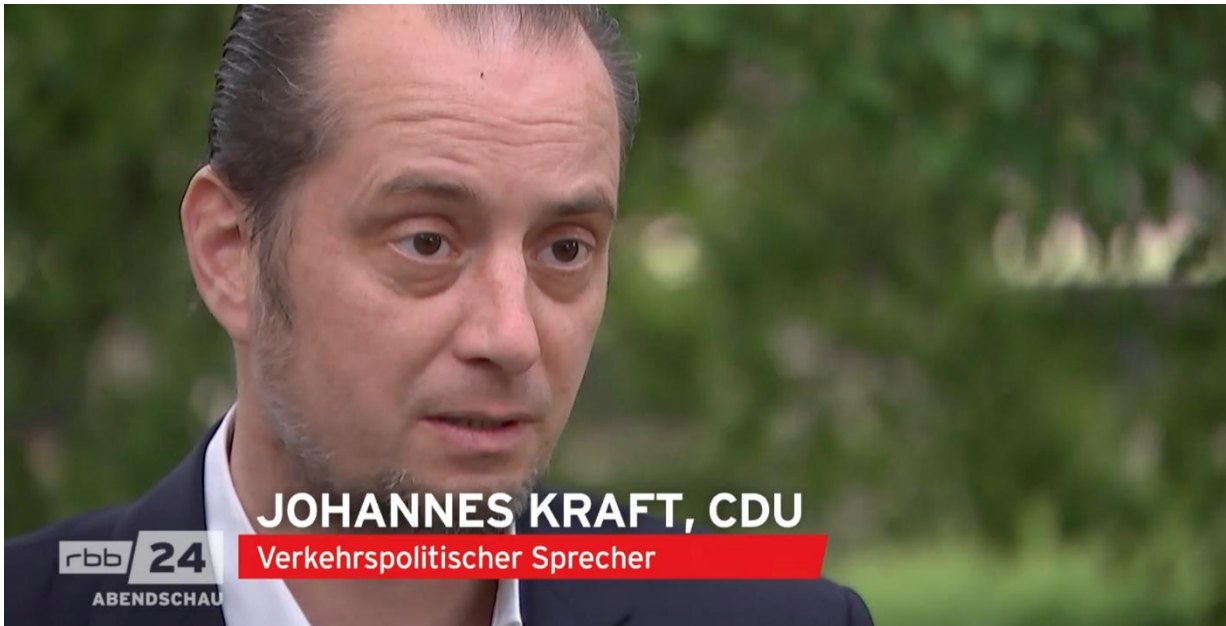 JOHANNES KRAFT, CDU
Verkehrspolitischer Sprecher
rbb 24
ABENDSCHAU